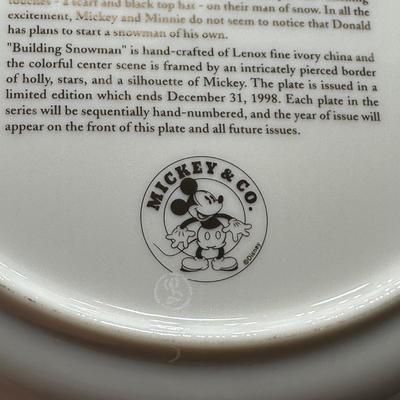 touches - a scarf and black top hat - on their man of snow. In all the
excitement, Mickey and Minnie do not seem to notice that Donald
has plans to start a snowman of his own.
"Building Snowman" is hand-crafted of Lenox fine ivory china and
the colorful center scene is framed by an intricately pierced border
of holly, stars, and a silhouette of Mickey. The plate is issued in a
limited edition which ends December 31, 1998. Each plate in the
series will be sequentially hand-numbered, and the year of issue will
appear on the front of this plate and all future issues.
MICKEY & CO.
©Disney
L